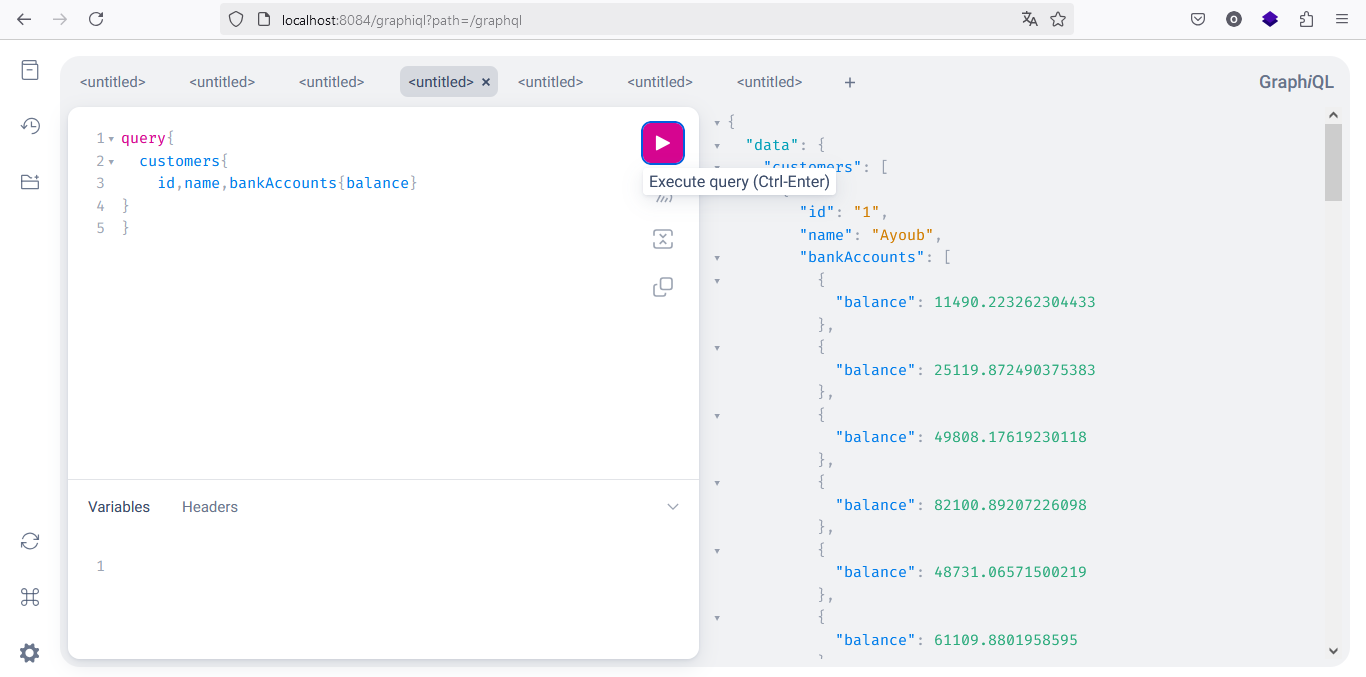 localhost:8084/graphiql?path=/graphql
<untitled> <untitled> <untitled> <untitled> × <untitled> <untitled> <untitled> + GraphiQL
1 query{
2 customers{
3 id,name,bankAccounts{balance}
4 }
5 }
Execute query (Ctrl-Enter)
Variables Headers
1
{
"data": {
"customers": [
"id": "1",
"name": "Ayoub",
"bankAccounts": [
{
"balance": 11490.223262304433
},
{
"balance": 25119.872490375383
},
{
"balance": 49808.17619230118
},
{
"balance": 82100.89207226098
},
{
"balance": 48731.06571500219
},
{
"balance": 61109.8801958595